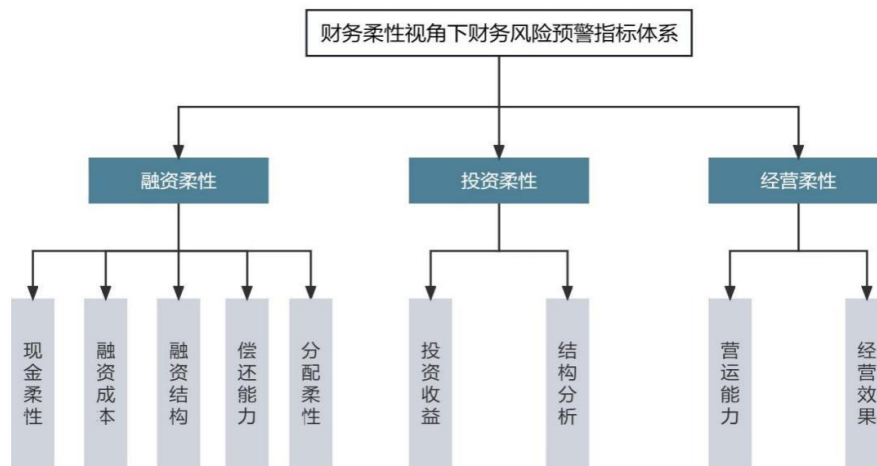 财务柔性视角下财务风险预警指标体系
融资柔性
投资柔性
经营柔性
现金柔性
融资成本
融资结构
偿还能力
分配柔性
投资收益
结构分析
营运能力
经营效果